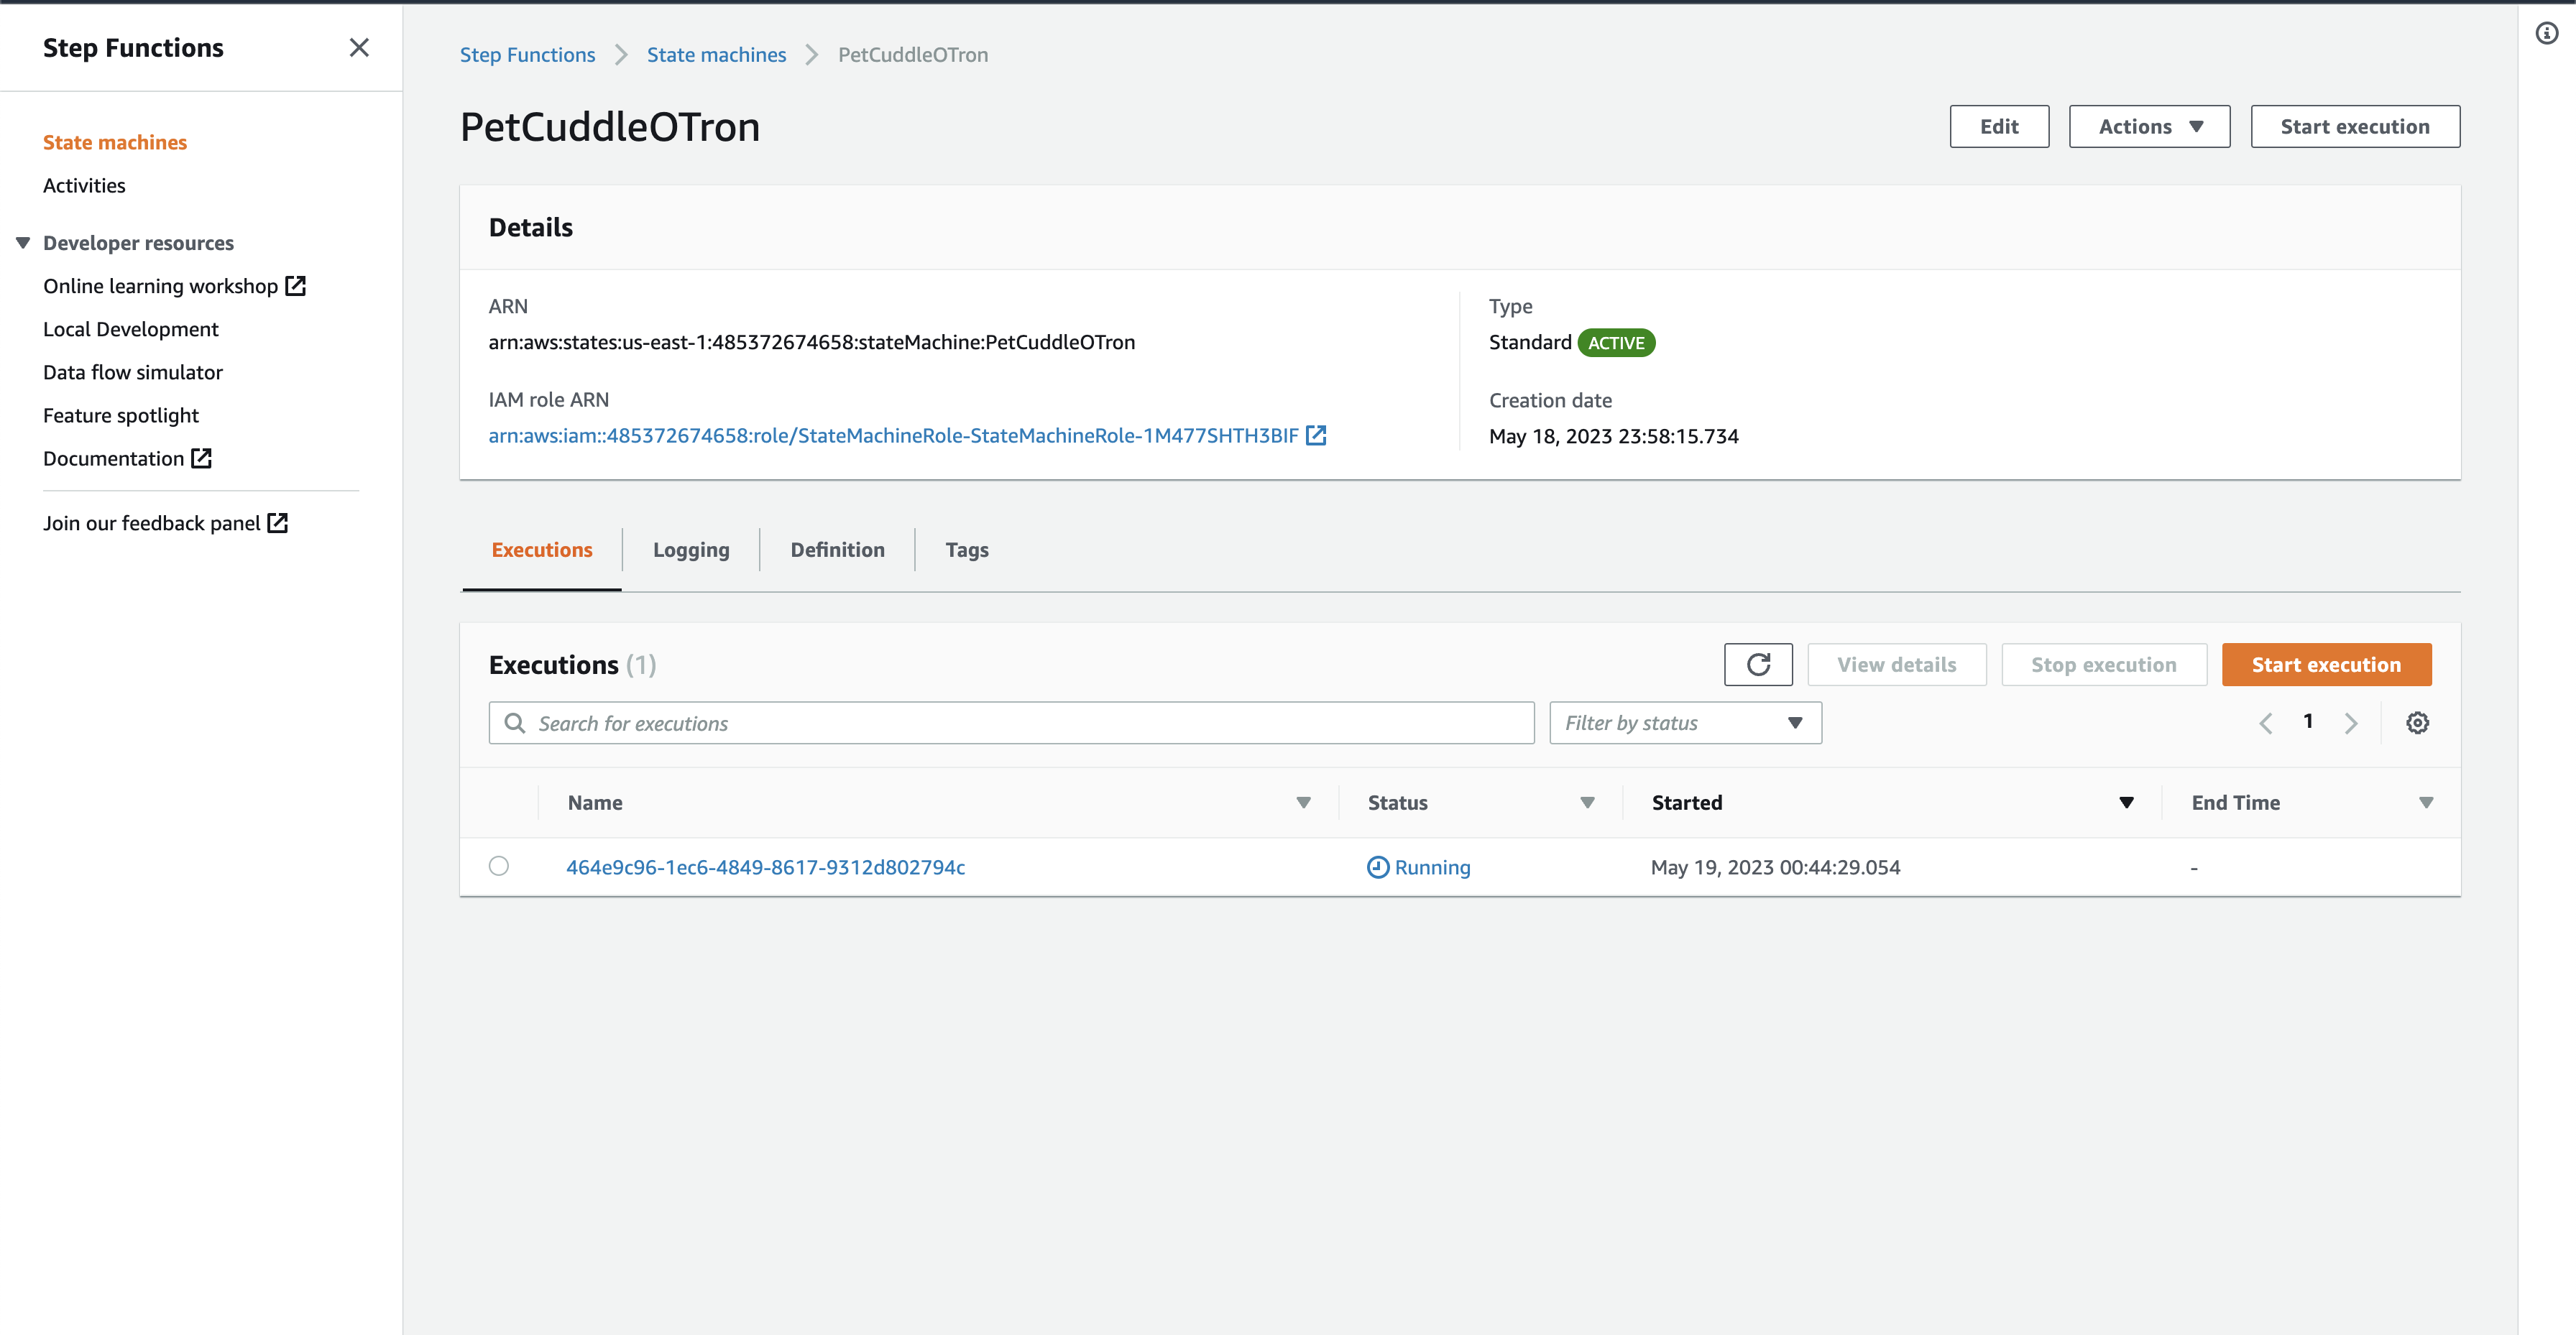 Step Functions
State machines
Activities
Developer resources
Online learning workshop
Local Development
Data flow simulator
Feature spotlight
Documentation
Join our feedback panel
Step Functions State machines PetCuddleOTron
PetCuddleOTron
Edit Actions Start execution
Details
ARN
arn:aws:states:us-east-1:485372674658:stateMachine:PetCuddleOTron
IAM role ARN
arn:aws:iam::485372674658:role/StateMachineRole-StateMachineRole-1M477SHTH3BIF
Type
Standard ACTIVE
Creation date
May 18, 2023 23:58:15.734
Executions Logging Definition Tags
Executions (1) View details Stop execution Start execution
Search for executions Filter by status 1
Name Status Started End Time
464e9c96-1ec6-4849-8617-9312d802794c Running May 19, 2023 00:44:29.054 -